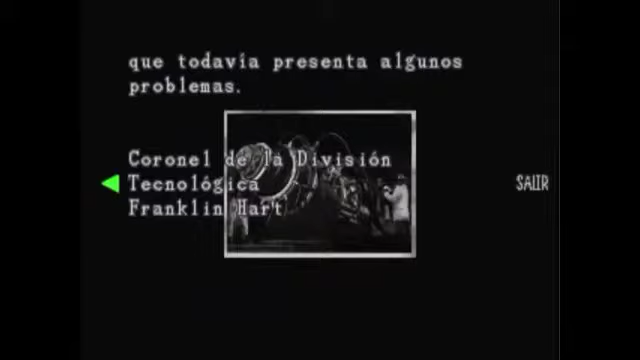 que todavía presenta algunos
problemas.
Coronel de la División
Tecnológica
SALIR
Franklin Hart